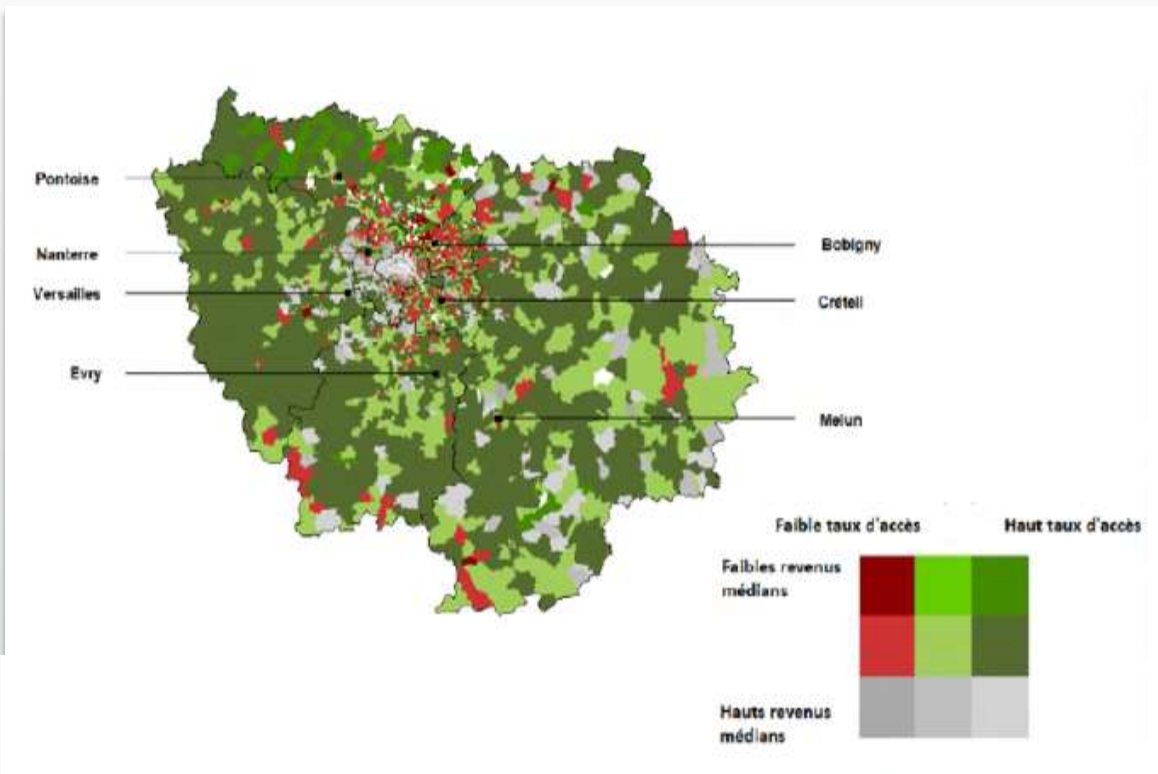 Pontoise
Nanterre
Versailles
Evry
Bobigny
Créteil
Melun
Faible taux d'accès
Haut taux d'accès
Faibles revenus
médians
Hauts revenus
médians